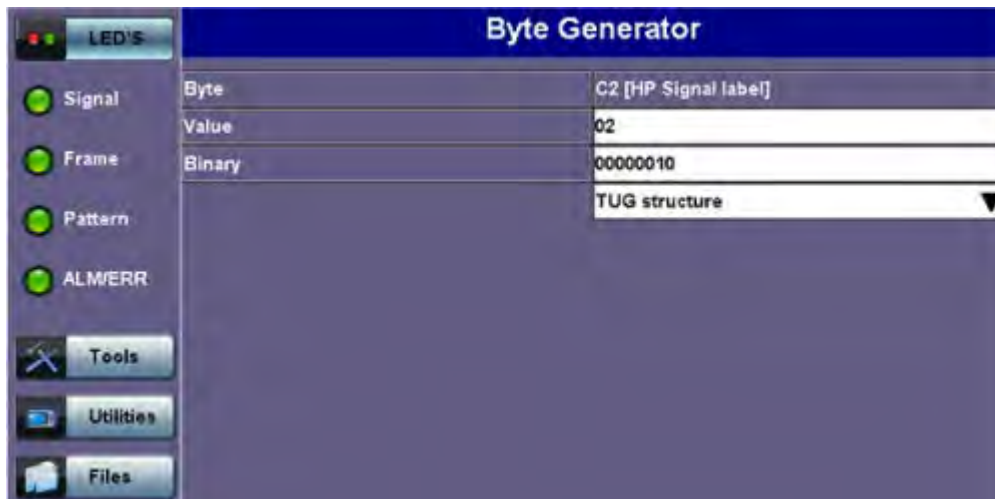 Byte Generator
LED'S
Signal
Frame
Pattern
ALM/ERR
Tools
Utilities
Files
Byte C2 [HP Signal label]
Value 02
Binary 00000010
TUG structure